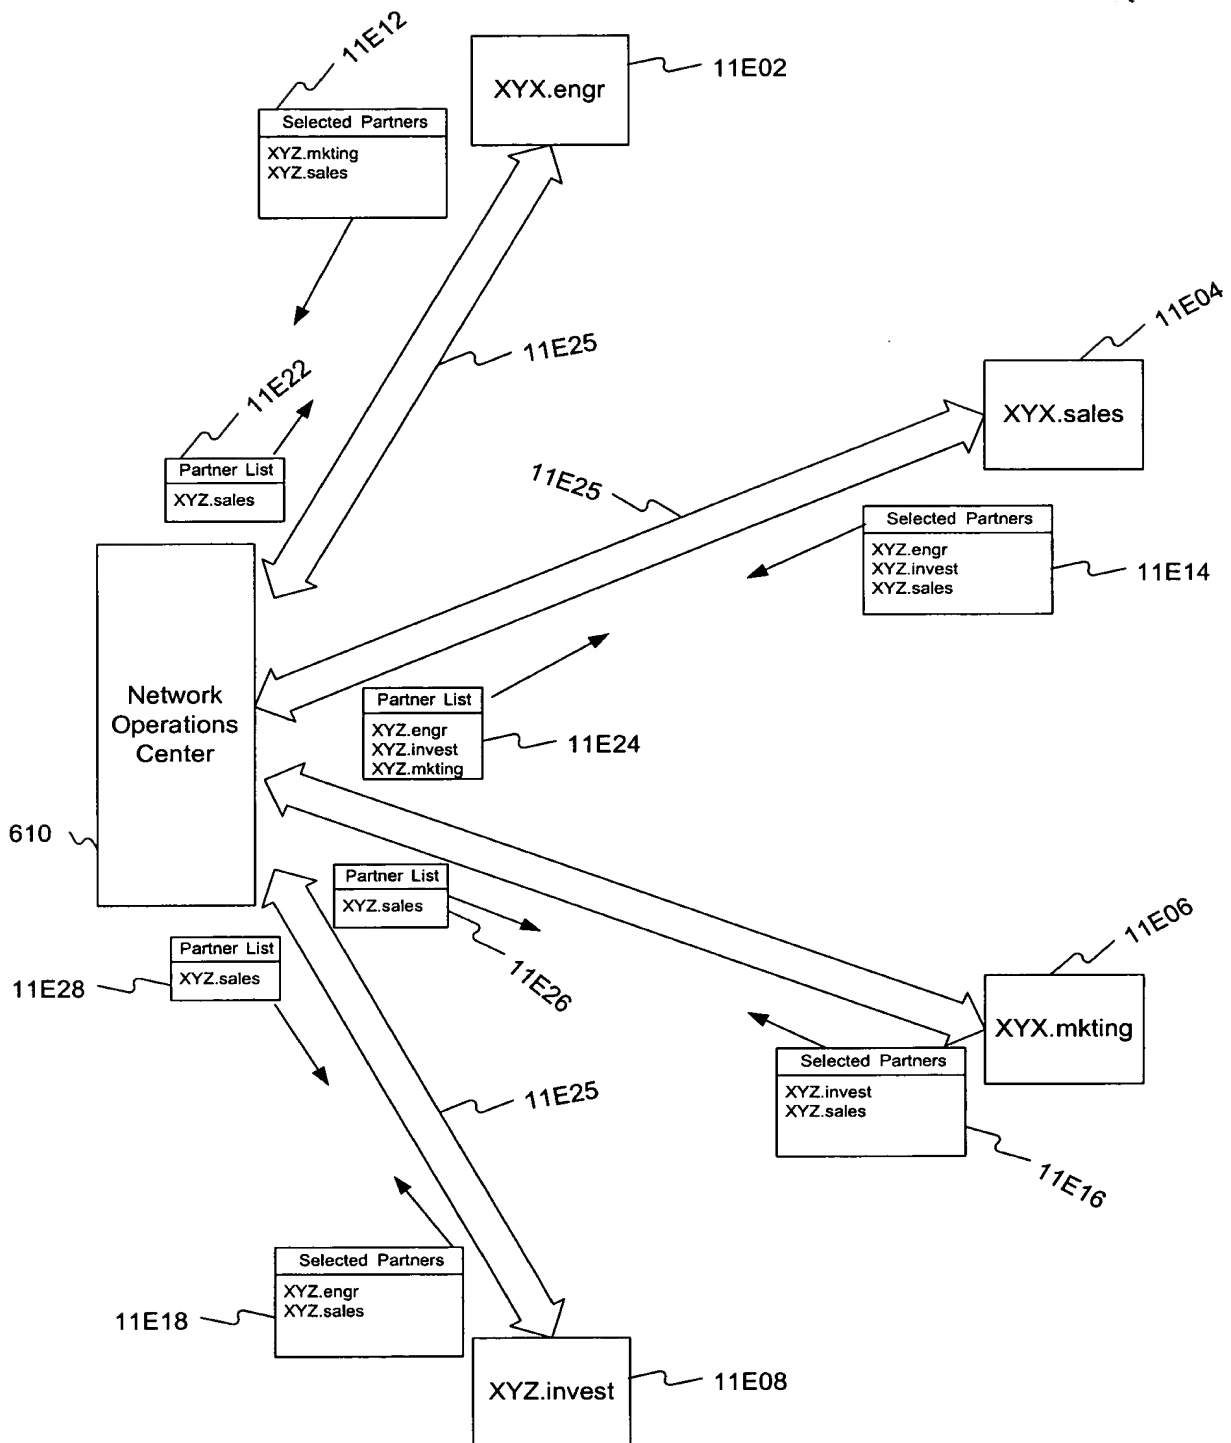 11E12
XYX.engr
11E02
Selected Partners
XYZ.mkting
XYZ.sales
11E25
11E04
11E22
XYX.sales
Partner List
XYZ.sales
11E25
Selected Partners
XYZ.engr
XYZ.invest
XYZ.sales
11E14
Network
Operations
Center
Partner List
XYZ.engr
XYZ.invest
XYZ.mkting
11E24
610
Partner List
XYZ.sales
11E26
11E06
Partner List
XYZ.sales
11E28
XYX.mkting
Selected Partners
XYZ.invest
XYZ.sales
11E16
11E25
Selected Partners
XYZ.engr
XYZ.sales
11E18
XYZ.invest
11E08